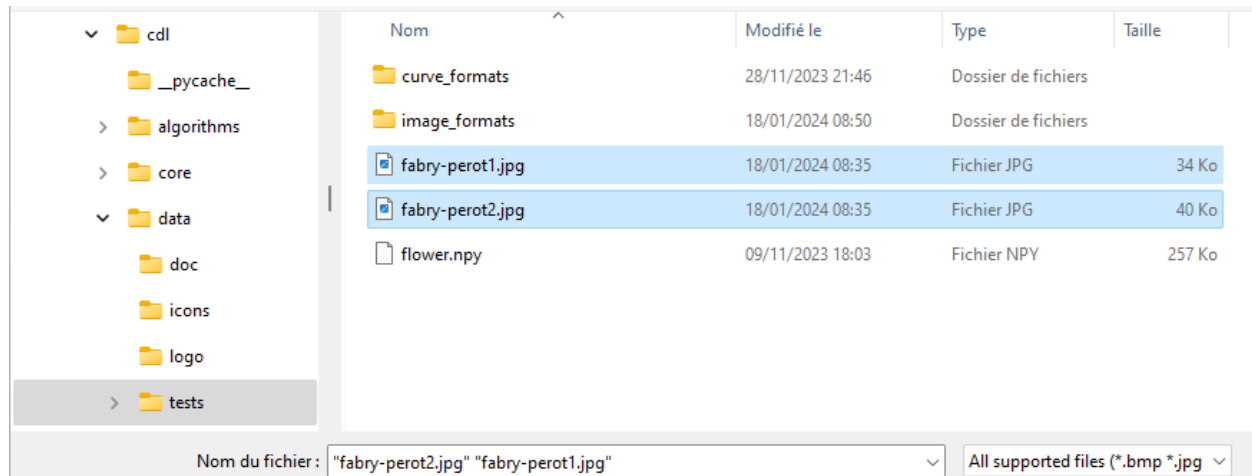 cdl
__pycache__
algorithms
core
data
doc
icons
logo
tests
Nom Modifié le Type Taille
curve_formats 28/11/2023 21:46 Dossier de fichiers
image_formats 18/01/2024 08:50 Dossier de fichiers
fabry-perot1.jpg 18/01/2024 08:35 Fichier JPG 34 Ko
fabry-perot2.jpg 18/01/2024 08:35 Fichier JPG 40 Ko
flower.npy 09/11/2023 18:03 Fichier NPY 257 Ko
Nom du fichier : "fabry-perot2.jpg" "fabry-perot1.jpg" All supported files (*.bmp *.jpg